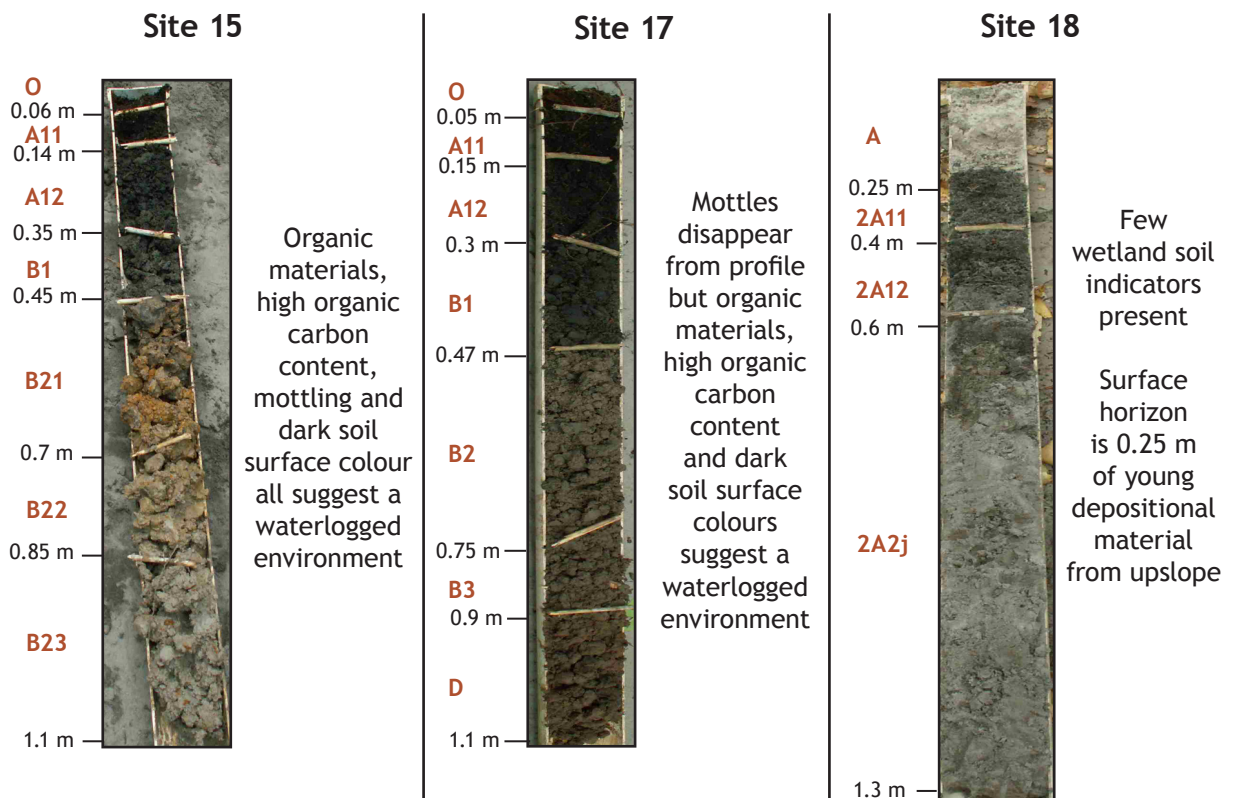 Site 15
O
0.06 m
A11
0.14 m
A12
0.35 m
B1
0.45 m
B21
0.7 m
B22
0.85 m
B23
1.1 m
Organic
materials,
high organic
carbon
content,
mottling and
dark soil
surface colour
all suggest a
waterlogged
environment
Site 17
O
0.05 m
A11
0.15 m
A12
0.3 m
B1
0.47 m
B2
0.75 m
B3
0.9 m
D
1.1 m
Mottles
disappear
from profile
but organic
materials,
high organic
carbon
content
and dark
soil surface
colours
suggest a
waterlogged
environment
Site 18
A
0.25 m
2A11
0.4 m
2A12
0.6 m
2A2j
1.3 m
Few
wetland soil
indicators
present
Surface
horizon
is 0.25 m
of young
depositional
material
from upslope